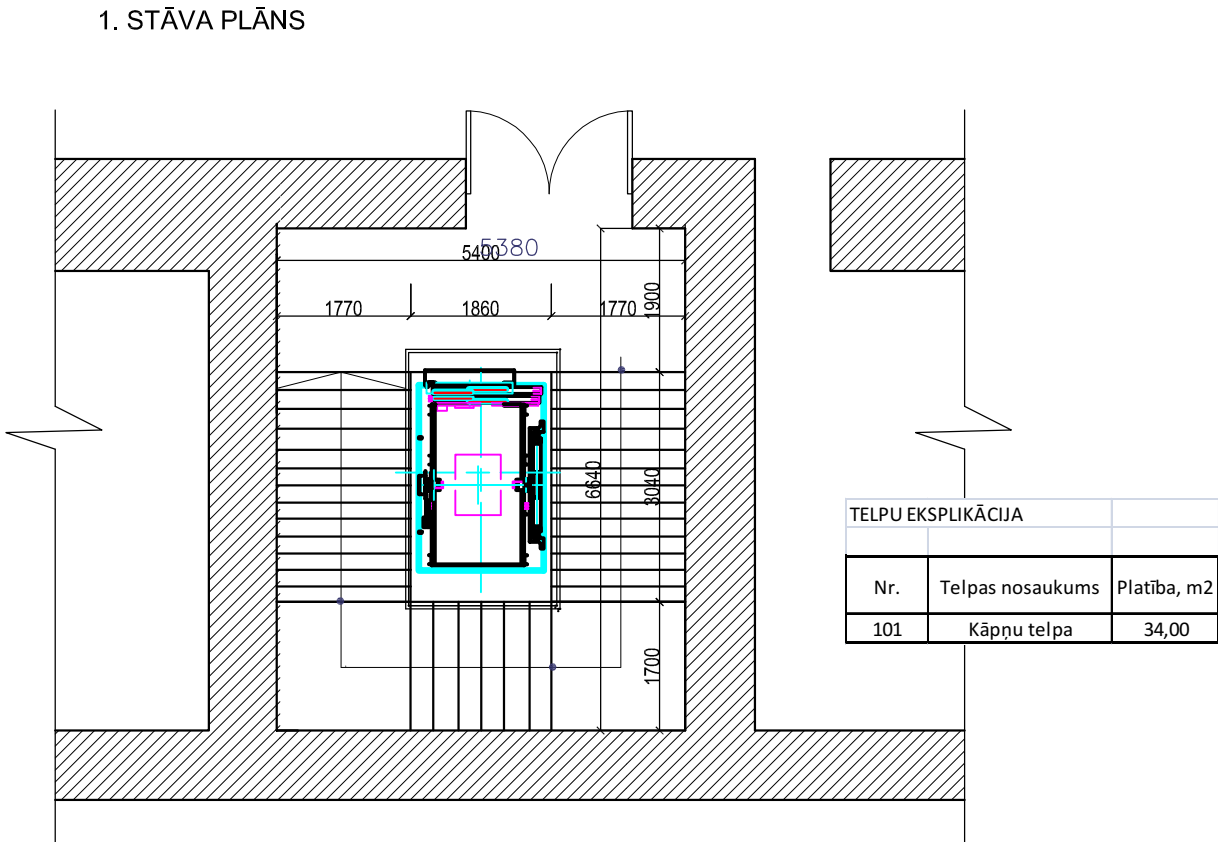 1. STĀVA PLĀNS
5380
5400
1770
1860
1770
1900
6640
3040
1700
TELPU EKSPLIKĀCIJA
Nr. Telpas nosaukums Platība, m2
101 Kāpņu telpa 34,00